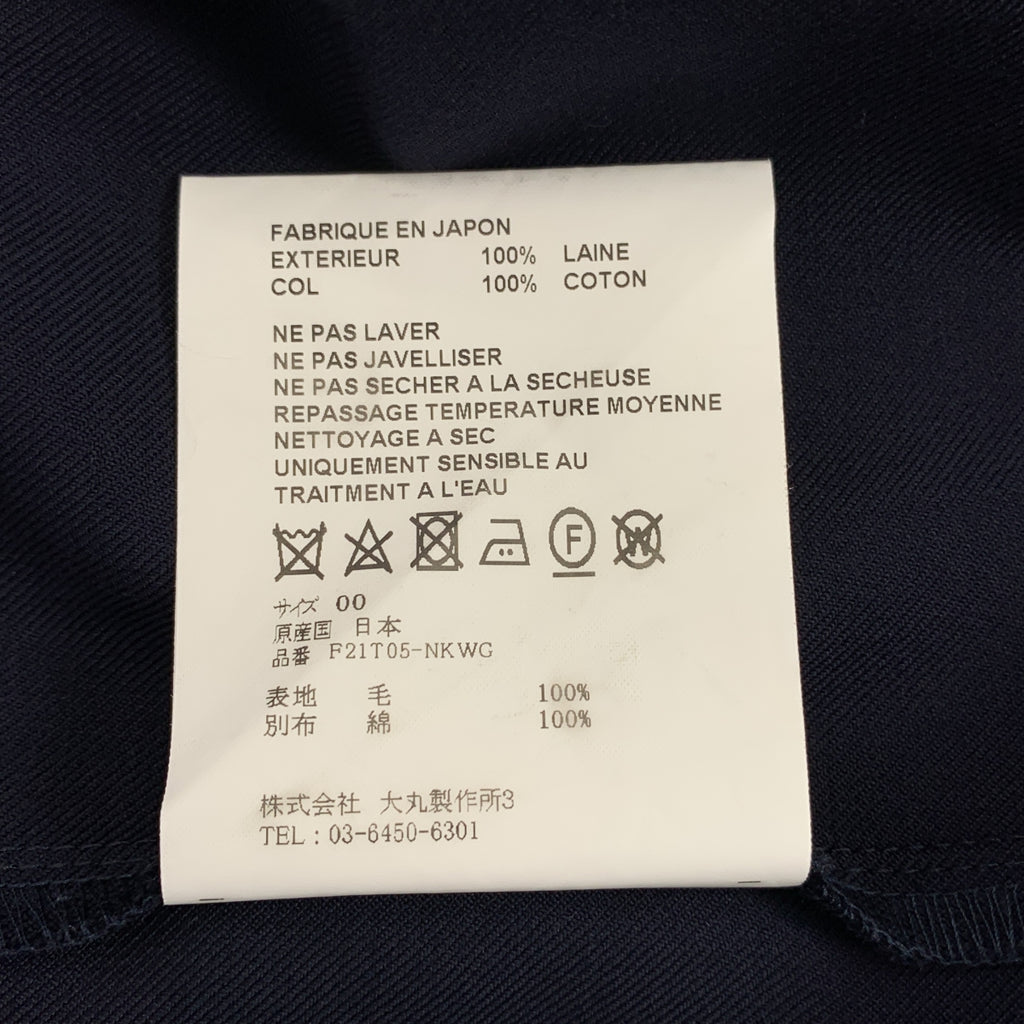 FABRIQUE EN JAPON
EXTERIEUR 100% LAINE
COL 100% COTON
NE PAS LAVER
NE PAS JAVELLISER
NE PAS SECHER A LA SECHEUSE
REPASSAGE TEMPERATURE MOYENNE
NETTOYAGE A SEC
UNIQUEMENT SENSIBLE AU
TRAITMENT A L'EAU
F W
サイズ 00
原産国 日本
品番 F21T05-NKWG
表地 毛 100%
別布 綿 100%
株式会社 大丸製作所3
TEL：03-6450-6301